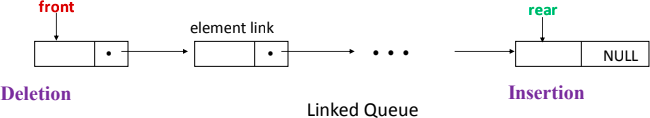 front
rear
element link
NULL
Deletion
Insertion
Linked Queue